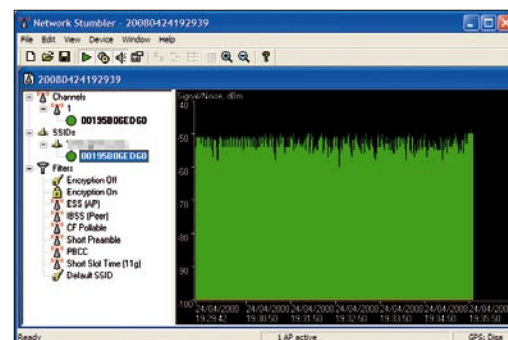 Network Stumbler - 20080424192939
File Edit View Device Window Help
20080424192939
Channels
1
00195B06ED60
SSIDs
00195B06ED60
Filters
Encryption Off
Encryption On
ESS (AP)
IBSS (Peer)
CF Pollable
Short Preamble
PBCC
Short Slot Time (11g)
Default SSID
Signal/Noise, dBm
-40
-50
-60
-70
-80
-90
-100
24/04/2008 24/04/2008 24/04/2008 24/04/2008 24/04/2008 24/04/2008 24/04/2008
19:29:42 19:30:50 19:31:50 19:32:50 19:33:50 19:34:50 19:35:50
Ready 1 AP active GPS: Disa